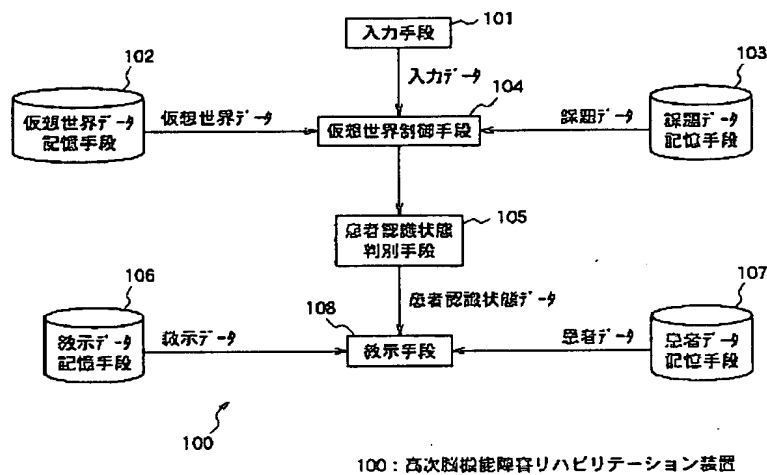 101
入力手段
102
103
入力データ
104
仮想世界データ
記憶手段
仮想世界データ
仮想世界制御手段
課題データ
課題データ
記憶手段
105
患者認識状態
判別手段
106
107
患者認識状態データ
108
教示データ
記憶手段
教示データ
教示手段
患者データ
患者データ
記憶手段
100
100:高次脳機能障害リハビリテーション装置